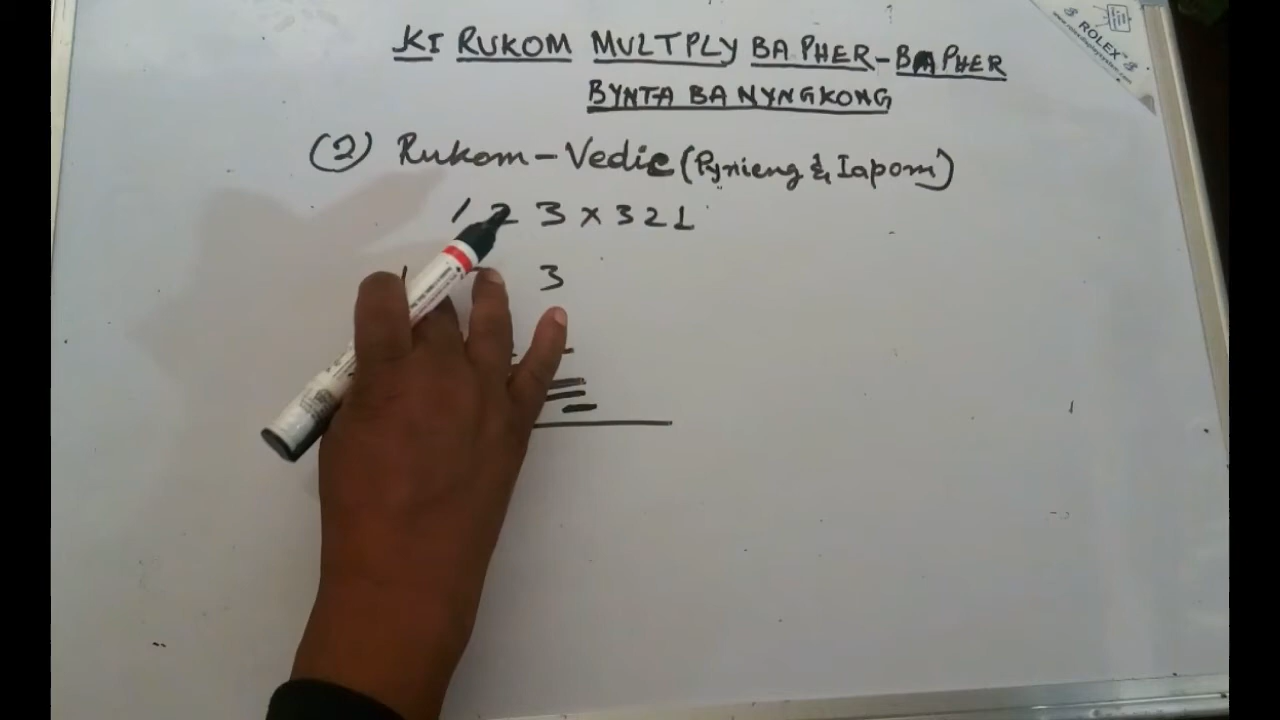 KI RUKOM MULTPLY BA PHER-BA PHER
BYNTA BA NYNGKONG
(2) Rukom-Vedic (Pynieng & Iapom)
1 2 3 x 3 2 1
3
ROLEX